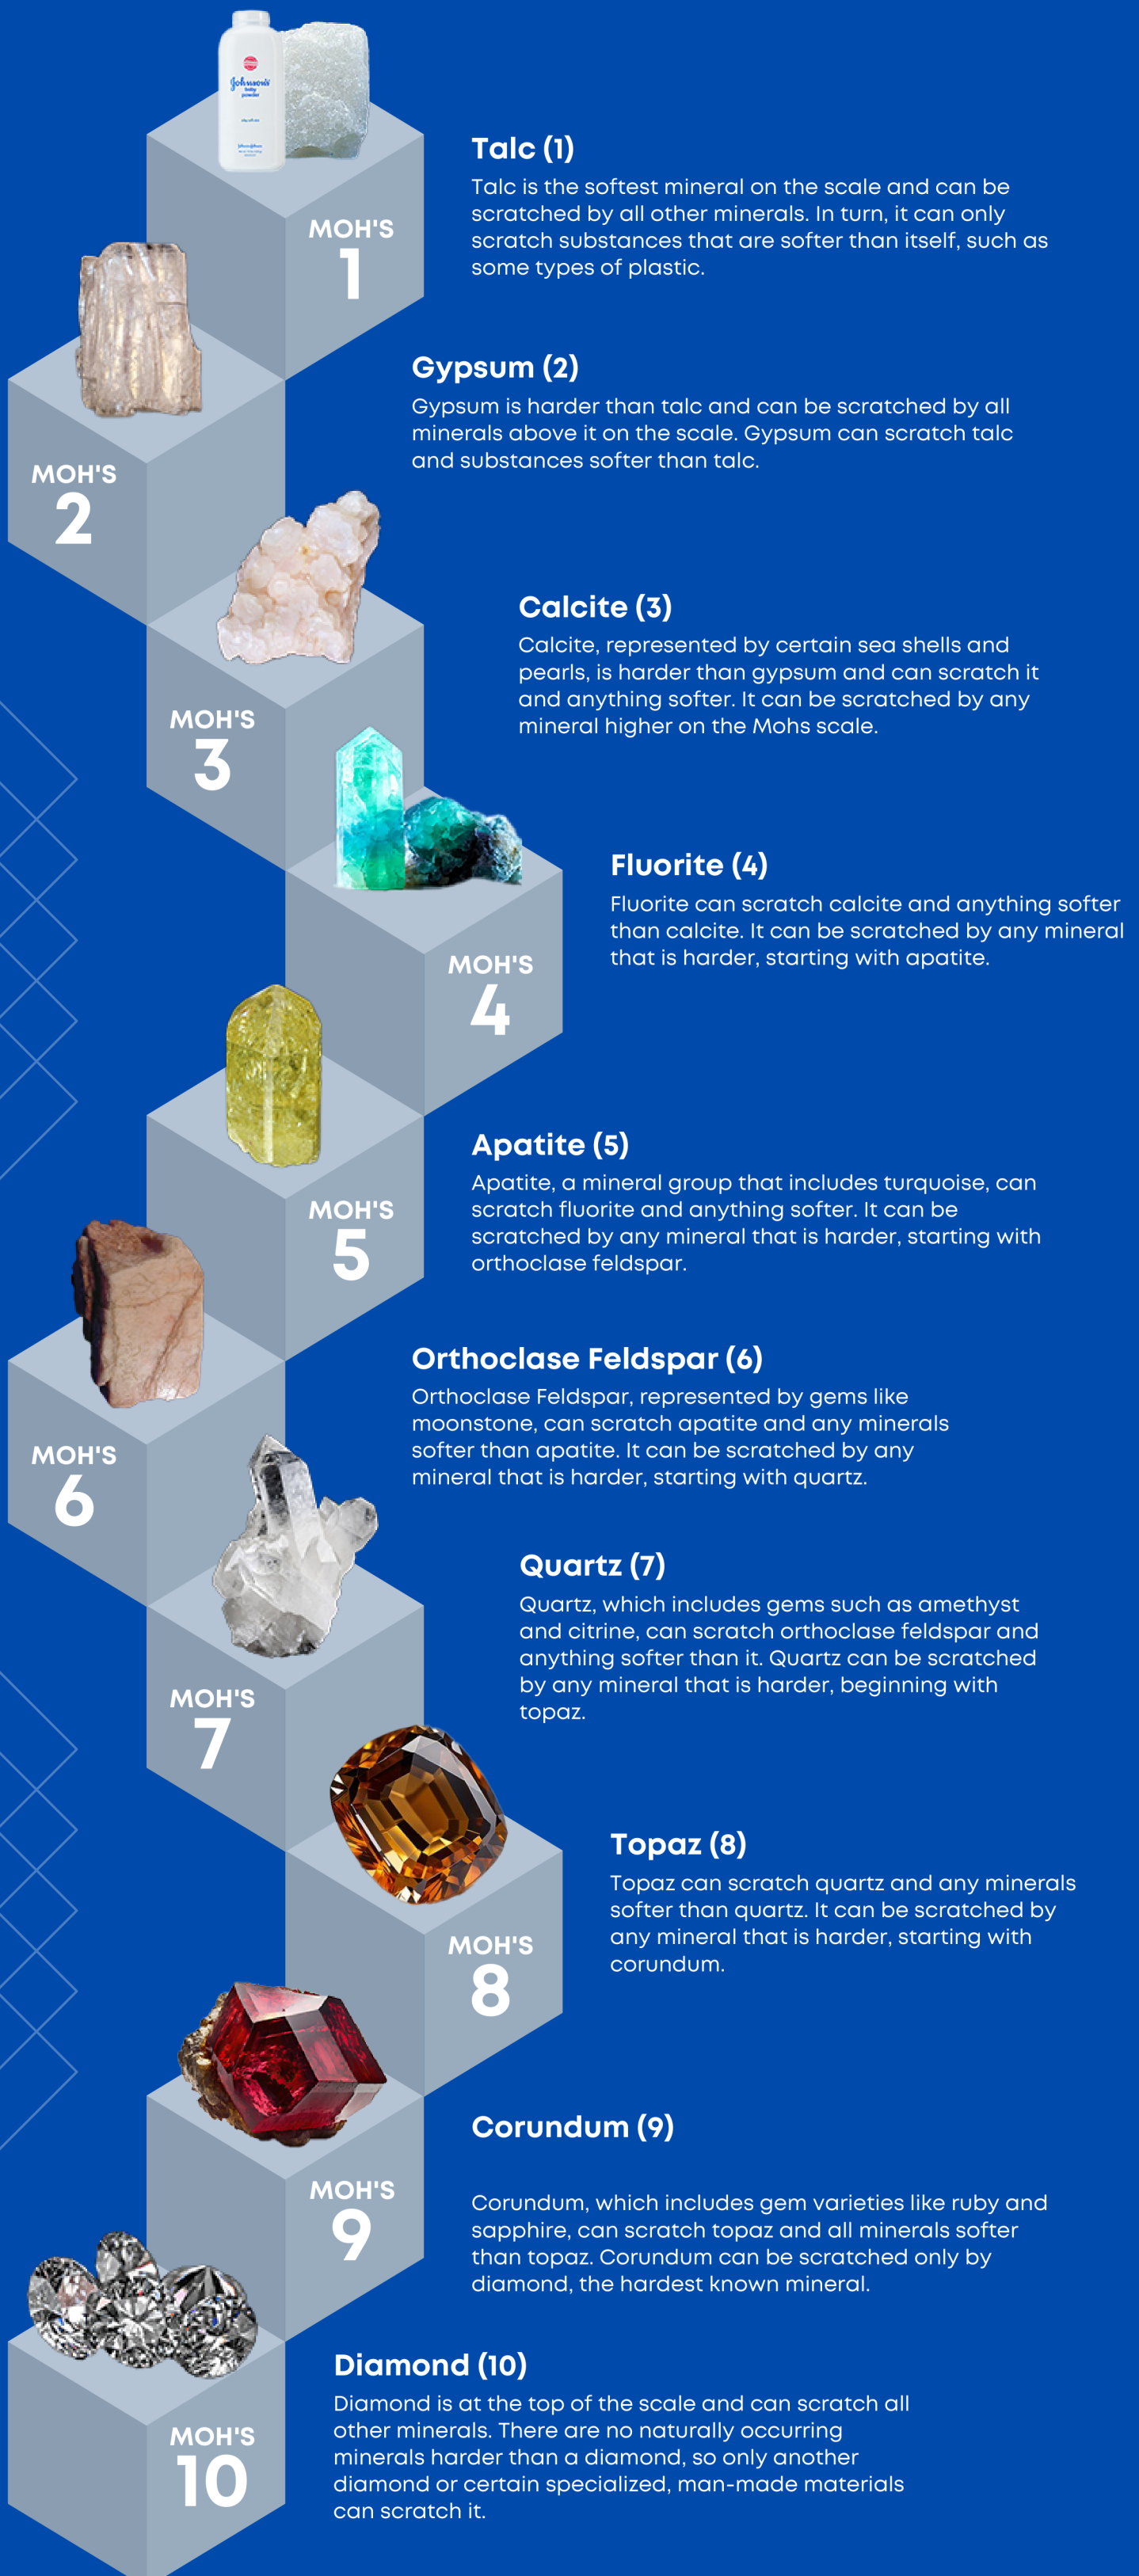 Johnson's
baby
powder
Talc (1)
Talc is the softest mineral on the scale and can be
scratched by all other minerals. In turn, it can only
scratch substances that are softer than itself, such as
some types of plastic.
MOH'S
1
Gypsum (2)
Gypsum is harder than talc and can be scratched by all
minerals above it on the scale. Gypsum can scratch talc
and substances softer than talc.
MOH'S
2
Calcite (3)
Calcite, represented by certain sea shells and
pearls, is harder than gypsum and can scratch it
and anything softer. It can be scratched by any
mineral higher on the Mohs scale.
MOH'S
3
Fluorite (4)
Fluorite can scratch calcite and anything softer
than calcite. It can be scratched by any mineral
that is harder, starting with apatite.
MOH'S
4
Apatite (5)
Apatite, a mineral group that includes turquoise, can
scratch fluorite and anything softer. It can be
scratched by any mineral that is harder, starting with
orthoclase feldspar.
MOH'S
5
Orthoclase Feldspar (6)
Orthoclase Feldspar, represented by gems like
moonstone, can scratch apatite and any minerals
softer than apatite. It can be scratched by any
mineral that is harder, starting with quartz.
MOH'S
6
Quartz (7)
Quartz, which includes gems such as amethyst
and citrine, can scratch orthoclase feldspar and
anything softer than it. Quartz can be scratched
by any mineral that is harder, beginning with
topaz.
MOH'S
7
Topaz (8)
Topaz can scratch quartz and any minerals
softer than quartz. It can be scratched by
any mineral that is harder, starting with
corundum.
MOH'S
8
Corundum (9)
Corundum, which includes gem varieties like ruby and
sapphire, can scratch topaz and all minerals softer
than topaz. Corundum can be scratched only by
diamond, the hardest known mineral.
MOH'S
9
Diamond (10)
Diamond is at the top of the scale and can scratch all
other minerals. There are no naturally occurring
minerals harder than a diamond, so only another
diamond or certain specialized, man-made materials
can scratch it.
MOH'S
10